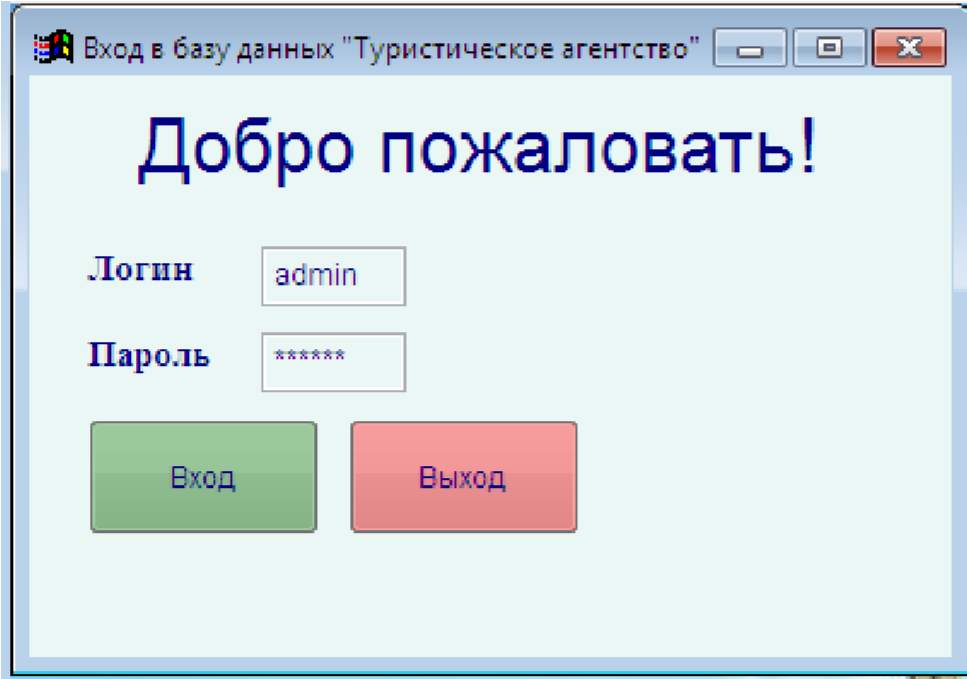 Вход в базу данных "Туристическое агентство"
Добро пожаловать!
Логин
admin
Пароль
******
Вход
Выход